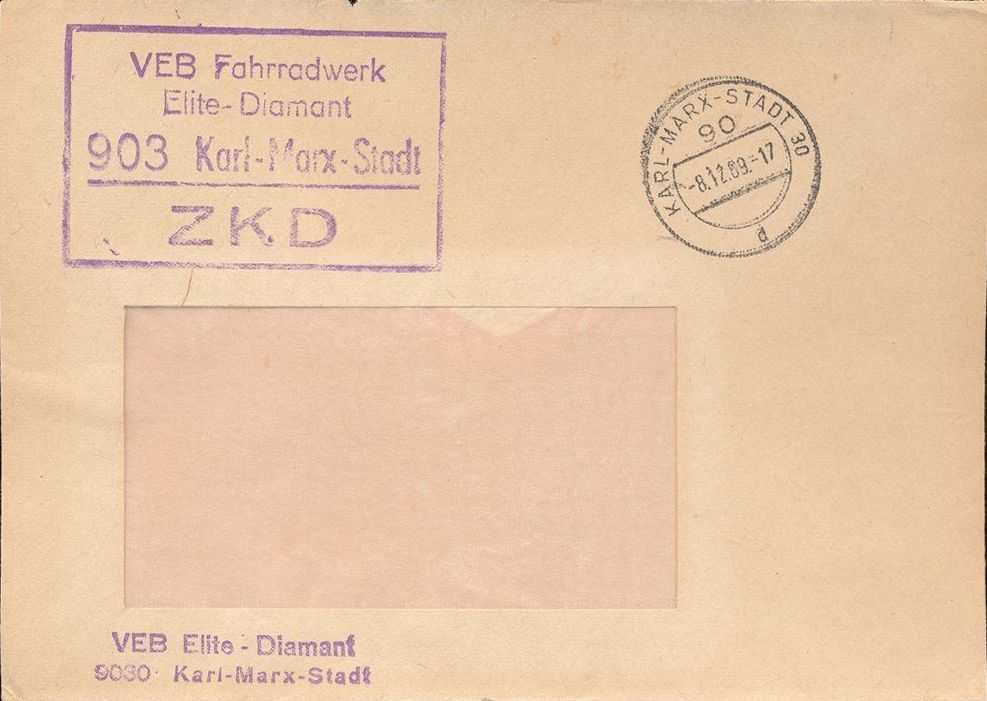 VEB Fahrradwerk
Elite-Diamant
903 Karl-Marx-Stadt
ZKD
KARL-MARX-STADT 30
90
-8.12.69.-17
d
VEB Elite-Diamant
9030 Karl-Marx-Stadt